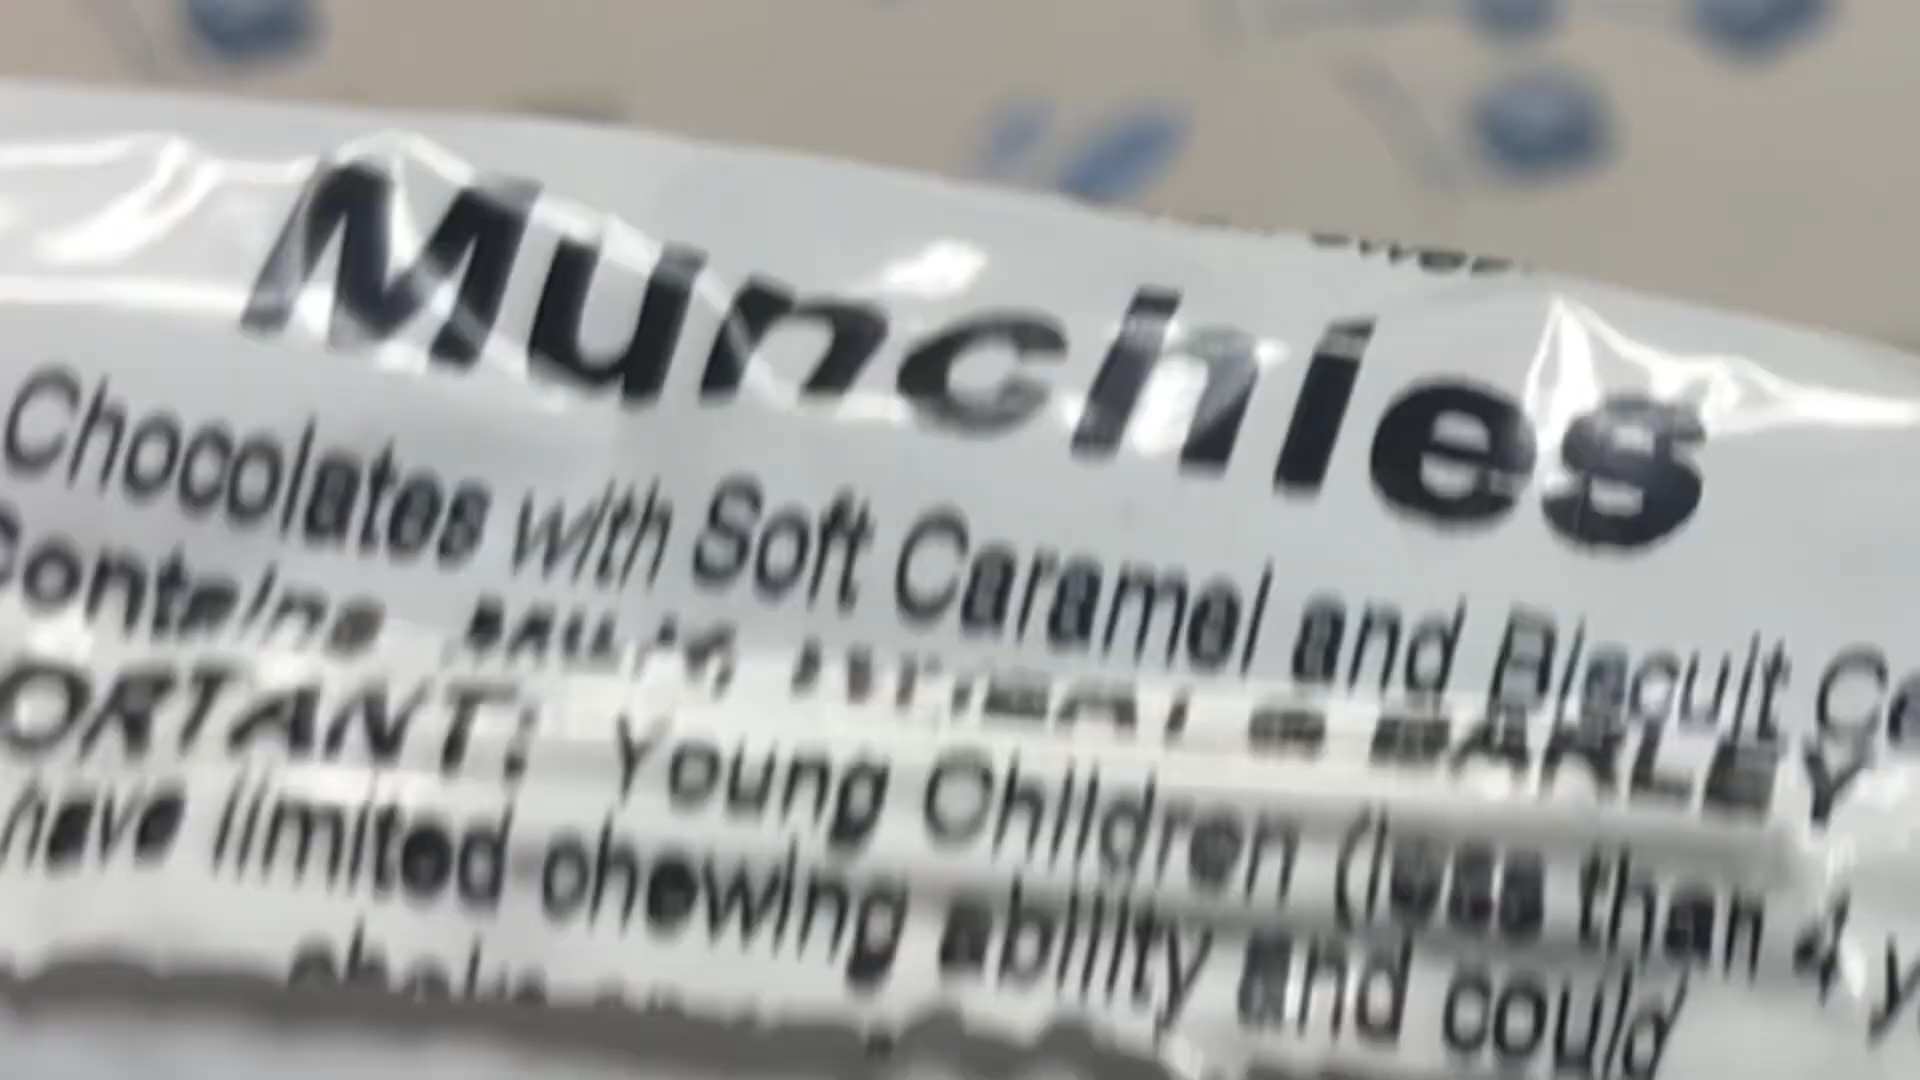 Munchies
Chocolates with Soft Caramel and Biscuit
Contains MILK, WHEAT & BARLEY
ORTANT: Young Children (less than 4
have limited chewing ability and could